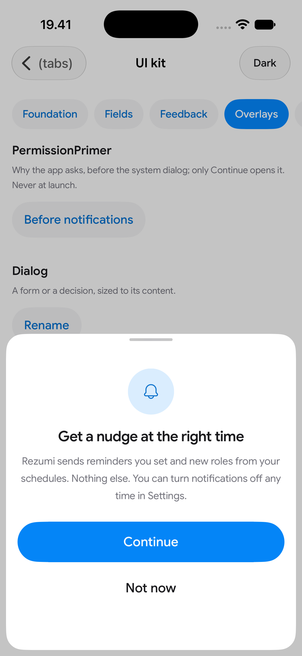 19.41
(tabs)
UI kit
Dark
Foundation
Fields
Feedback
Overlays
PermissionPrimer
Why the app asks, before the system dialog; only Continue opens it.
Never at launch.
Before notifications
Dialog
A form or a decision, sized to its content.
Rename
Get a nudge at the right time
Rezumi sends reminders you set and new roles from your
schedules. Nothing else. You can turn notifications off any
time in Settings.
Continue
Not now